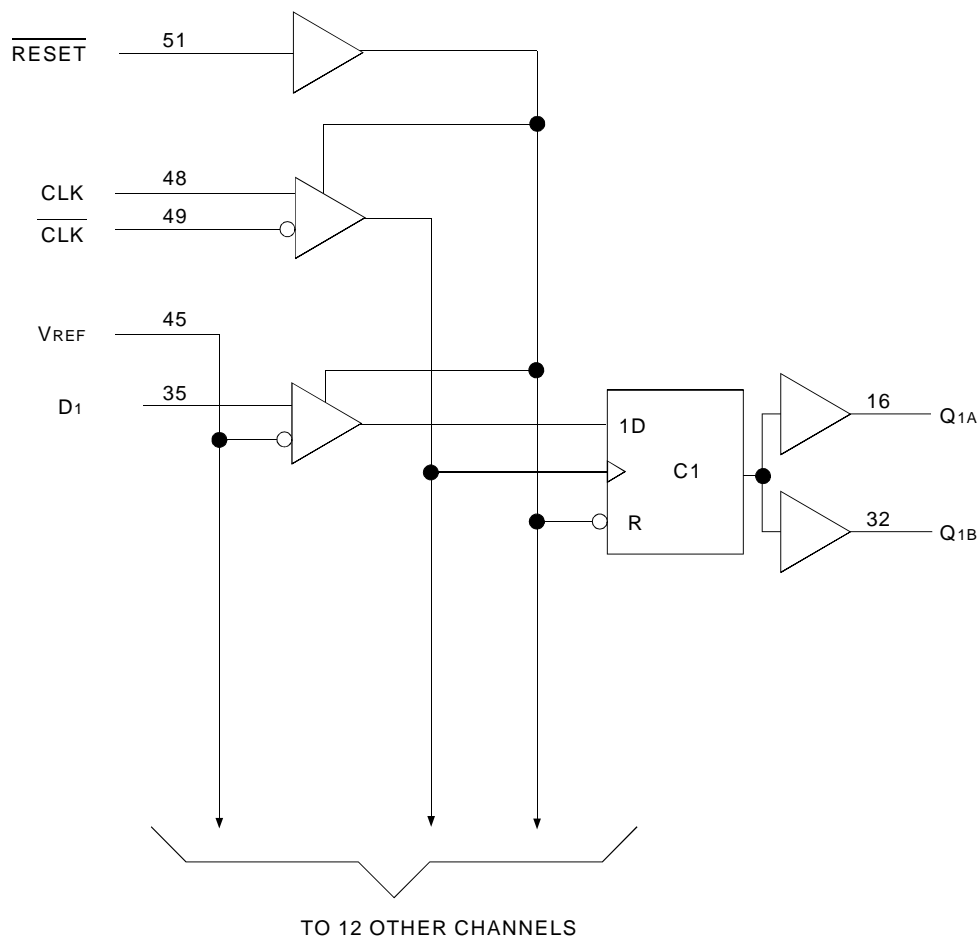 RESET 51
CLK 48
CLK 49
VREF 45
D1 35
1D
C1
R
16 Q1A
32 Q1B
TO 12 OTHER CHANNELS